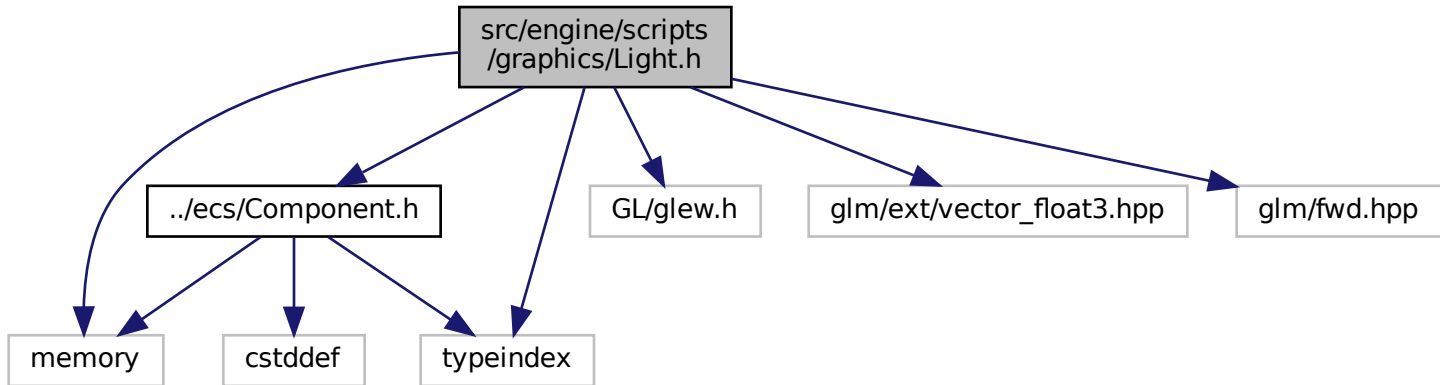 src/engine/scripts
/graphics/Light.h
../ecs/Component.h
GL/glew.h
glm/ext/vector_float3.hpp
glm/fwd.hpp
memory
cstddef
typeindex